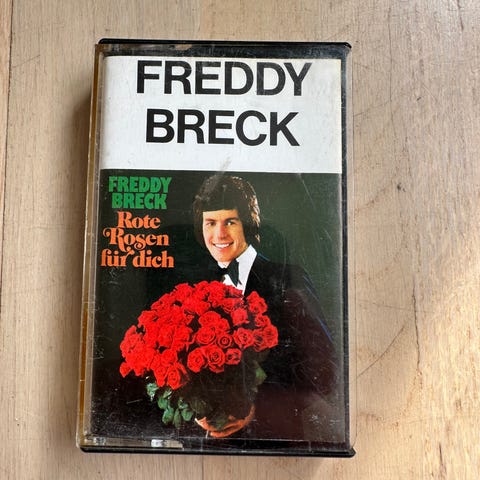 FREDDY
BRECK
FREDDY
BRECK
Rote
Rosen
für dich